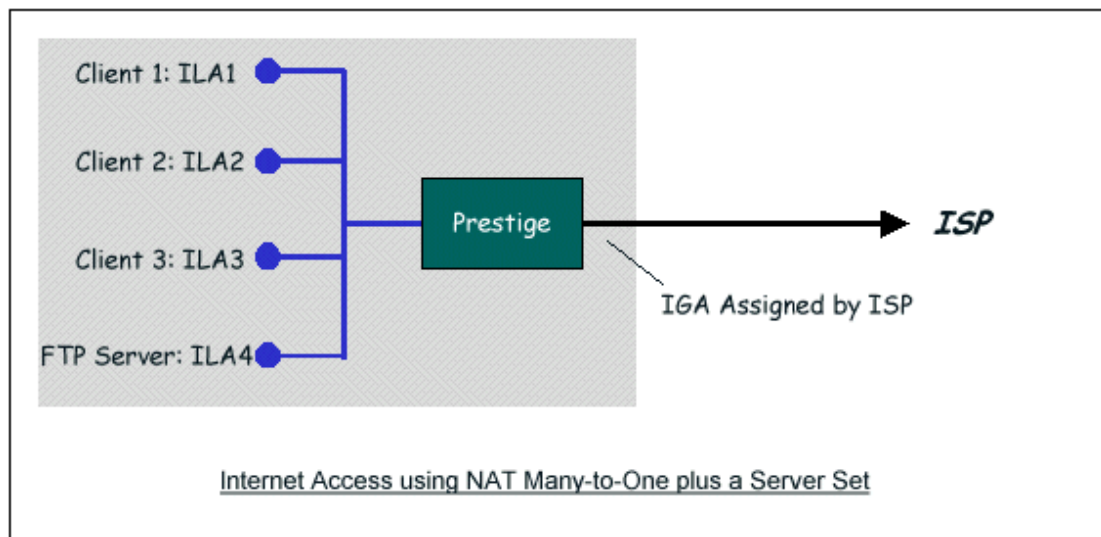 Client 1: ILA1
Client 2: ILA2
Client 3: ILA3
FTP Server: ILA4
Prestige
ISP
IGA Assigned by ISP
Internet Access using NAT Many-to-One plus a Server Set